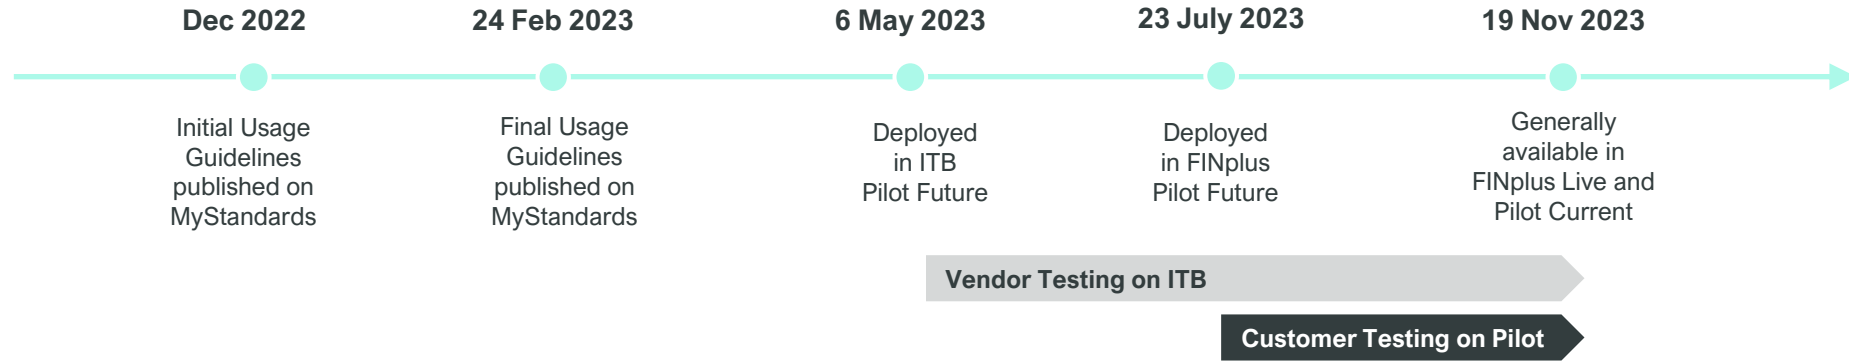 Dec 2022
24 Feb 2023
6 May 2023
23 July 2023
19 Nov 2023
Initial Usage
Guidelines
published on
MyStandards
Final Usage
Guidelines
published on
MyStandards
Deployed
in ITB
Pilot Future
Deployed
in FINplus
Pilot Future
Generally
available in
FINplus Live and
Pilot Current
Vendor Testing on ITB
Customer Testing on Pilot